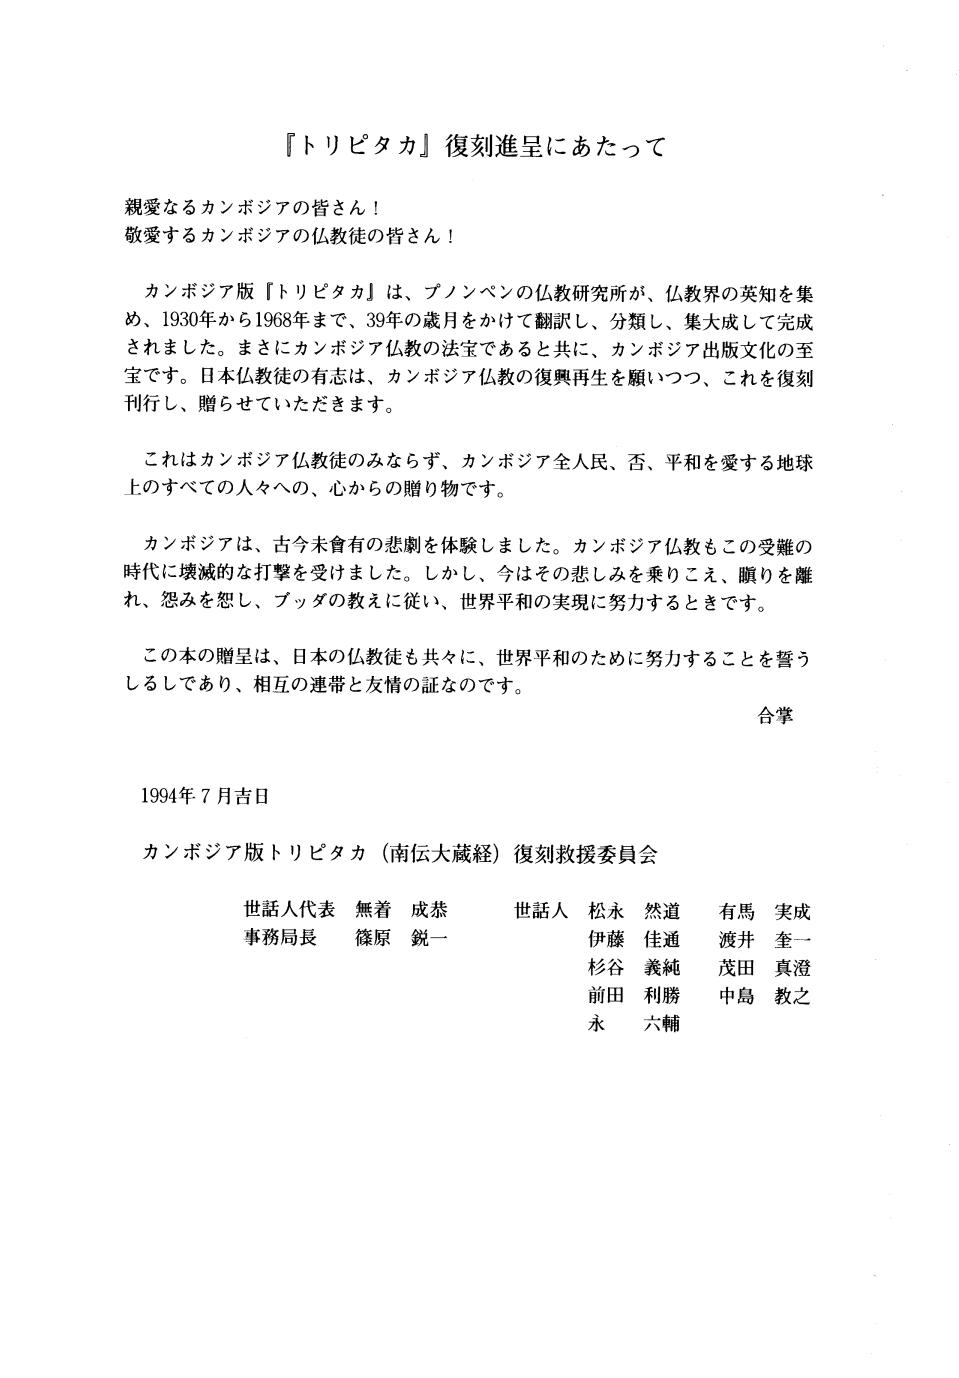 『トリピタカ』復刻進呈にあたって
親愛なるカンボジアの皆さん！
敬愛するカンボジアの仏教徒の皆さん！
カンボジア版『トリピタカ』は、プノンペンの仏教研究所が、仏教界の英知を集
め、1930年から1968年まで、39年の歳月をかけて翻訳し、分類し、集大成して完成
されました。まさにカンボジア仏教の法宝であると共に、カンボジア出版文化の至
宝です。日本仏教徒の有志は、カンボジア仏教の復興再生を願いつつ、これを復刻
刊行し、贈らせていただきます。
これはカンボジア仏教徒のみならず、カンボジア全人民、否、平和を愛する地球
上のすべての人々への、心からの贈り物です。
カンボジアは、古今未會有の悲劇を体験しました。カンボジア仏教もこの受難の
時代に壊滅的な打撃を受けました。しかし、今はその悲しみを乗りこえ、瞋りを離
れ、怨みを恕し、ブッダの教えに従い、世界平和の実現に努力するときです。
この本の贈呈は、日本の仏教徒も共々に、世界平和のために努力することを誓う
しるしであり、相互の連帯と友情の証なのです。
合掌
1994年７月吉日
カンボジア版トリピタカ（南伝大蔵経）復刻救援委員会
世話人代表　無着　成恭　世話人　松永　然道　有馬　実成
事務局長　篠原　鋭一　伊藤　佳通　渡井　奎一
杉谷　義純　茂田　真澄
前田　利勝　中島　教之
永　六輔